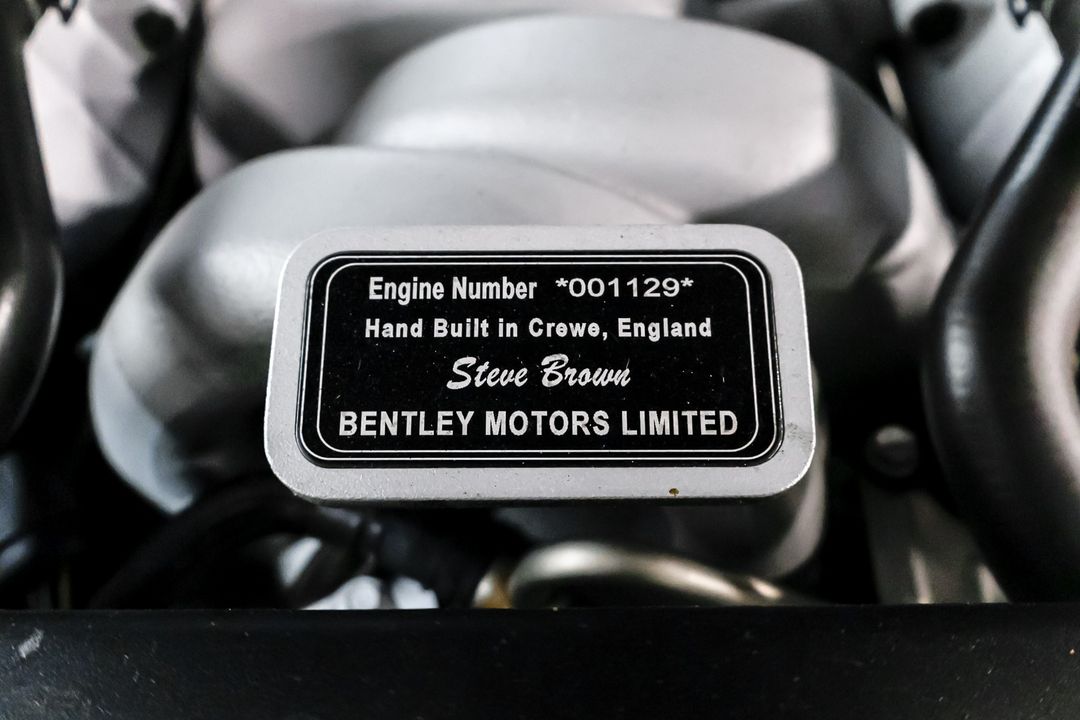 Engine Number *001129*
Hand Built in Crewe, England
Steve Brown
BENTLEY MOTORS LIMITED